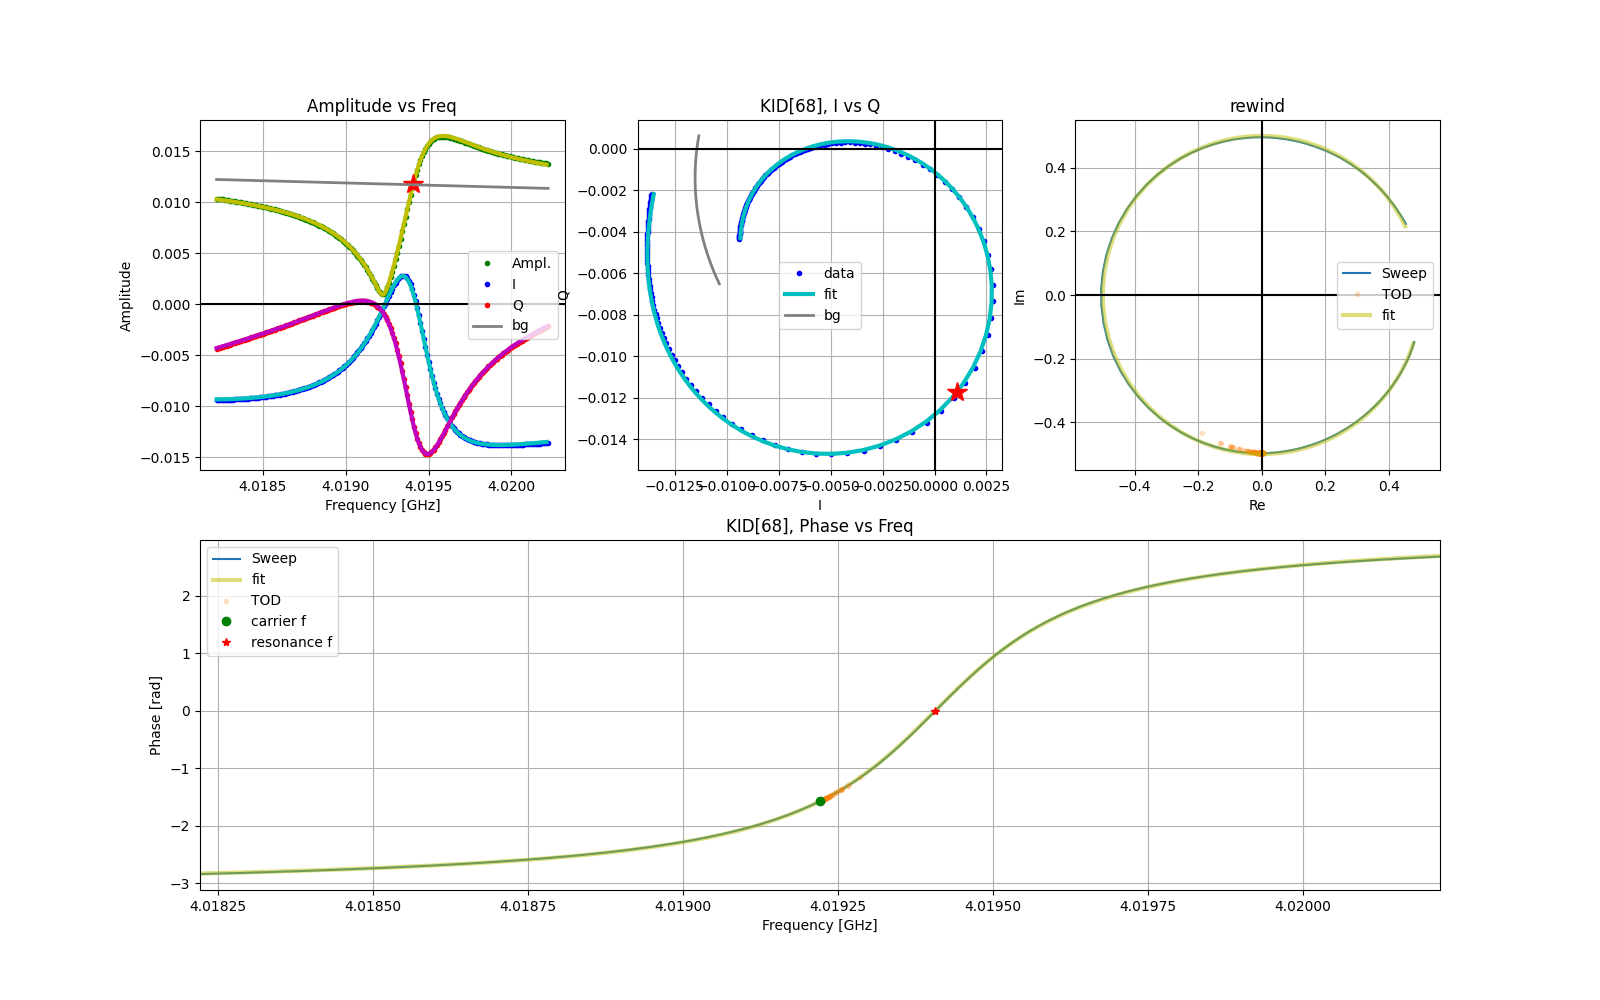 Amplitude vs Freq
0.015
0.010
0.005
0.000
−0.005
−0.010
−0.015
Amplitude
Ampl.
I
Q
bg
4.0185
4.0190
4.0195
4.0200
Frequency [GHz]
KID[68], I vs Q
0.000
−0.002
−0.004
−0.006
−0.008
−0.010
−0.012
−0.014
Q
data
fit
bg
−0.0125
−0.0100
−0.0075
−0.0050
−0.0025
0.0000
0.0025
I
rewind
0.4
0.2
0.0
−0.2
−0.4
Im
Sweep
TOD
fit
−0.4
−0.2
0.0
0.2
0.4
Re
KID[68], Phase vs Freq
2
1
0
−1
−2
−3
Phase [rad]
Sweep
fit
TOD
carrier f
resonance f
4.01825
4.01850
4.01875
4.01900
4.01925
4.01950
4.01975
4.02000
Frequency [GHz]